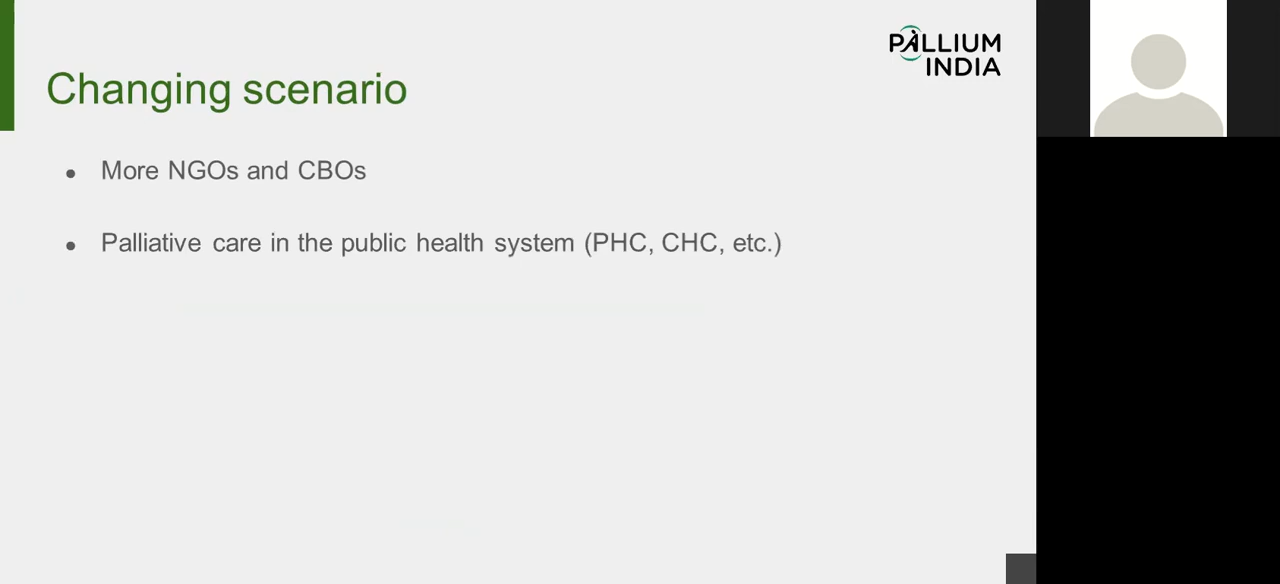 PALLIUM
INDIA
Changing scenario
• More NGOs and CBOs
• Palliative care in the public health system (PHC, CHC, etc.)